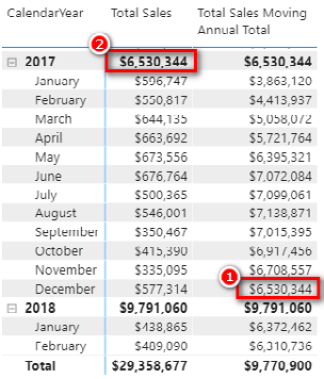 CalendarYear Total Sales Total Sales Moving
Annual Total
2
2017 $6,530,344 $6,530,344
January $596,747 $3,863,120
February $550,817 $4,413,937
March $644,135 $5,058,072
April $663,692 $5,721,764
May $673,556 $6,395,321
June $676,764 $7,072,084
July $500,365 $7,099,061
August $546,001 $7,138,871
September $350,467 $7,015,395
October $415,390 $6,917,456
November $335,095 $6,708,557
1
December $577,314 $6,530,344
2018 $9,791,060 $9,791,060
January $438,865 $6,372,462
February $489,090 $6,310,736
Total $29,358,677 $9,770,900